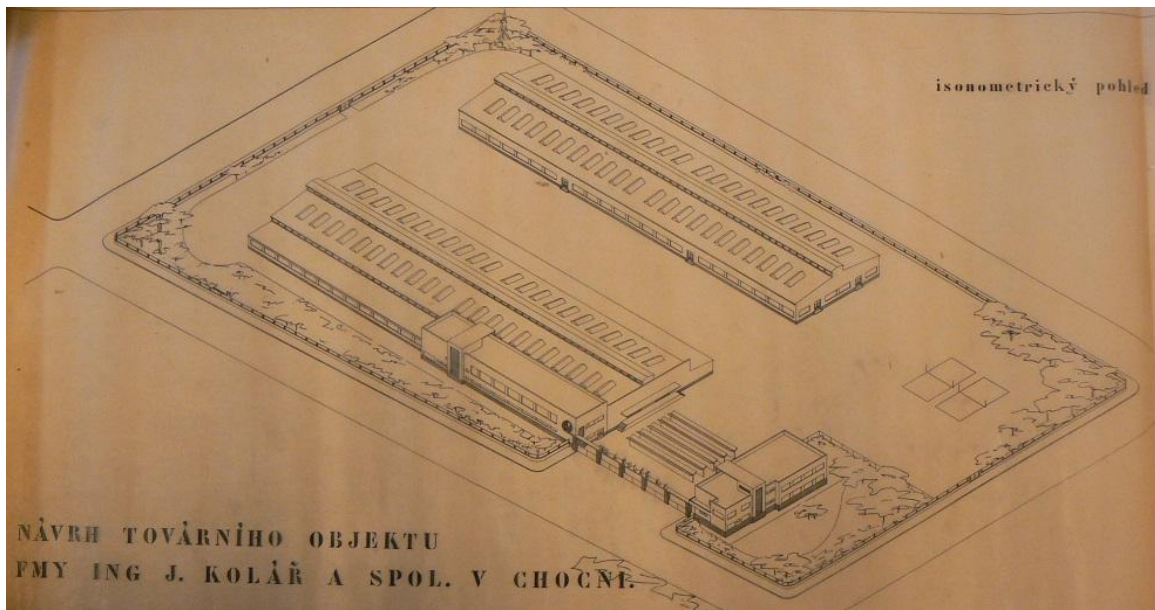 isonometrický pohled
NÁVRH TOVÁRNÍHO OBJEKTU
FMY ING J. KOLÁŘ A SPOL. V CHOCNI.